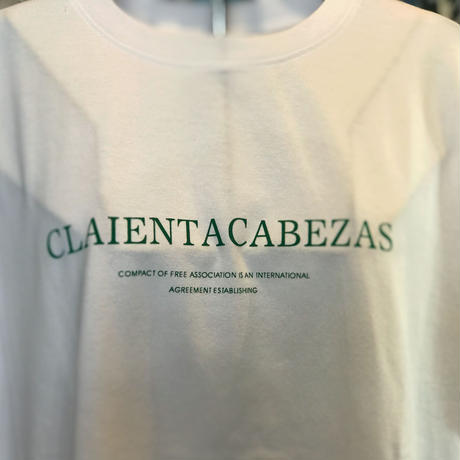 CLAIENTACABEZAS
COMPACT OF FREE ASSOCIATION IS AN INTERNATIONAL
AGREEMENT ESTABLISHING